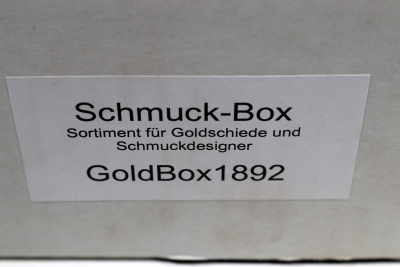 Schmuck-Box
Sortiment für Goldschiede und
Schmuckdesigner
GoldBox1892